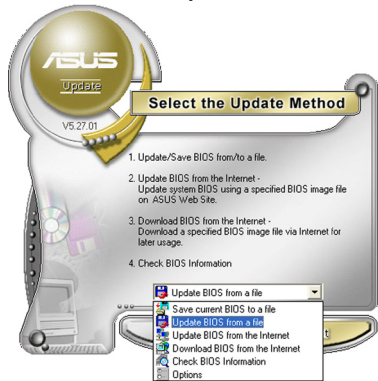 ASUS
Update
V5.27.01
Select the Update Method
1. Update/Save BIOS from/to a file.
2. Update BIOS from the Internet -
Update system BIOS using a specified BIOS image file
on ASUS Web Site.
3. Download BIOS from the Internet -
Download a specified BIOS image file via Internet for
later usage.
4. Check BIOS Information
Update BIOS from a file
Save current BIOS to a file
Update BIOS from a file
Update BIOS from the Internet
Download BIOS from the Internet
Check BIOS Information
Options